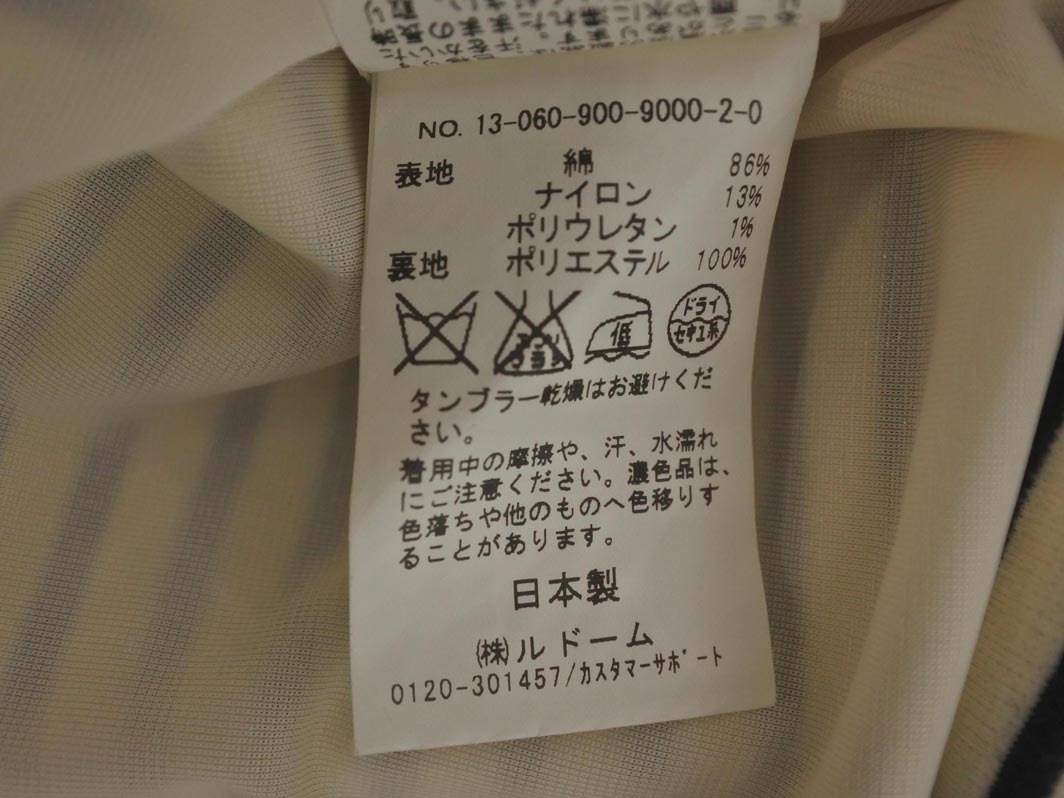 NO. 13-060-900-9000-2-0
表地 綿 86%
ナイロン 13%
ポリウレタン 1%
裏地 ポリエステル 100%
低 ドライ
セキユ系
タンブラー乾燥はお避けくだ
さい。
着用中の摩擦や、汗、水濡れ
にご注意ください。濃色品は、
色落ちや他のものへ色移りす
ることがあります。
日本製
(株)ルドーム
0120-301457/カスタマーサポート